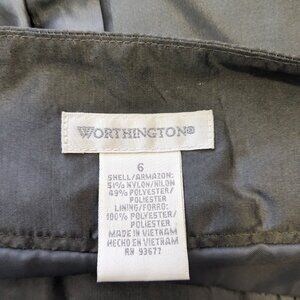 WORTHINGTON®
6
SHELL/ARMAZON:
51% NYLON/NILON
49% POLYESTER/
POLIESTER
LINING/FORRO:
100% POLYESTER/
POLIESTER
MADE IN VIETNAM
HECHO EN VIETNAM
RN 93677